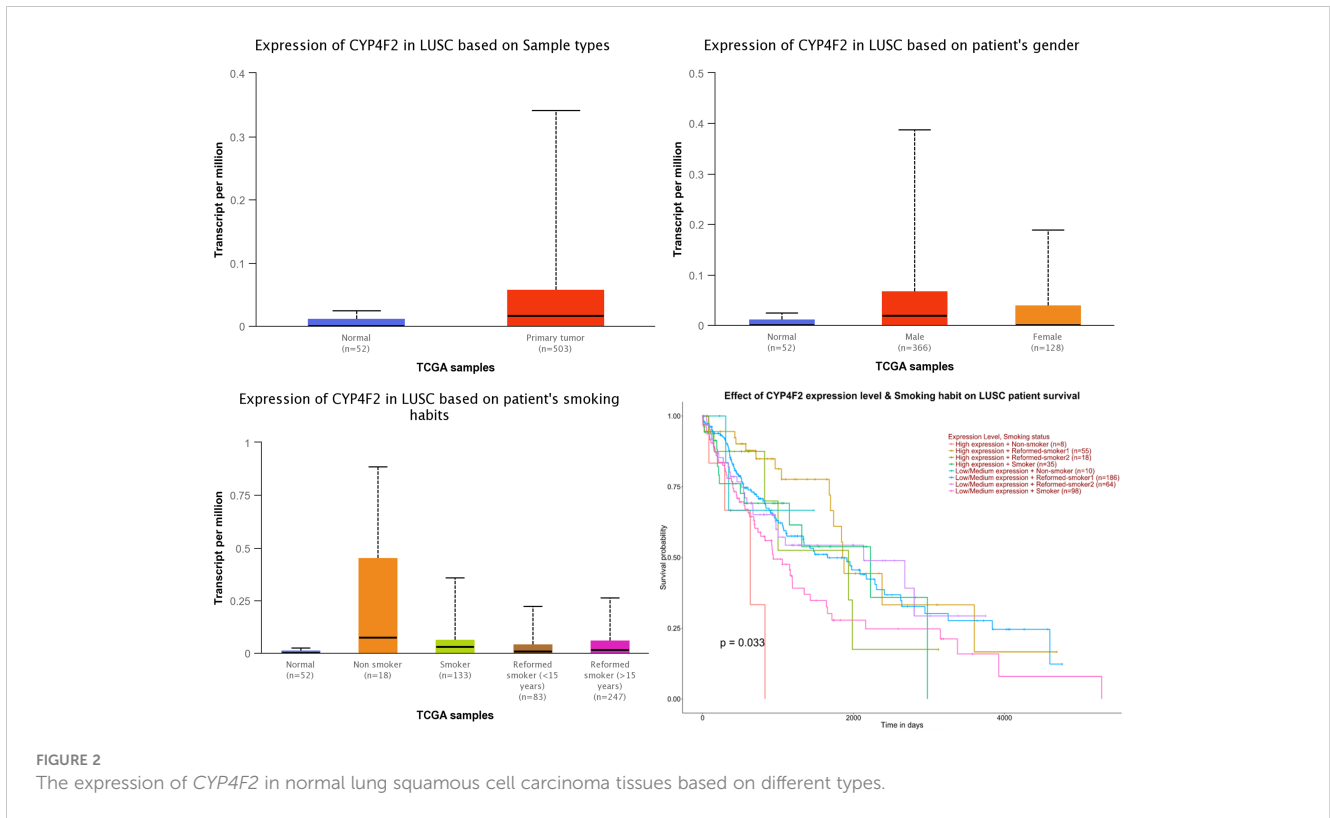 Expression of CYP4F2 in LUSC based on Sample types
0.4
0.3
0.2
0.1
0
Transcript per million
Normal
(n=52)
Primary tumor
(n=503)
TCGA samples
Expression of CYP4F2 in LUSC based on patient's gender
0.5
0.4
0.3
0.2
0.1
0
Transcript per million
Normal
(n=52)
Male
(n=366)
Female
(n=128)
TCGA samples
Expression of CYP4F2 in LUSC based on patient's smoking
habits
1
0.75
0.5
0.25
0
Transcript per million
Normal
(n=52)
Non smoker
(n=18)
Smoker
(n=133)
Reformed
smoker (<15
years)
(n=83)
Reformed
smoker (>15
years)
(n=247)
TCGA samples
Effect of CYP4F2 expression level & Smoking habit on LUSC patient survival
1.00
0.75
0.50
0.25
0.00
Survival probability
Expression Level, Smoking status
High expression + Non-smoker (n=8)
High expression + Reformed-smoker1 (n=55)
High expression + Reformed-smoker2 (n=18)
High expression + Smoker (n=35)
Low/Medium expression + Non-smoker (n=10)
Low/Medium expression + Reformed-smoker1 (n=186)
Low/Medium expression + Reformed-smoker2 (n=64)
Low/Medium expression + Smoker (n=98)
p = 0.033
0
2000
4000
Time in days
FIGURE 2
The expression of CYP4F2 in normal lung squamous cell carcinoma tissues based on different types.